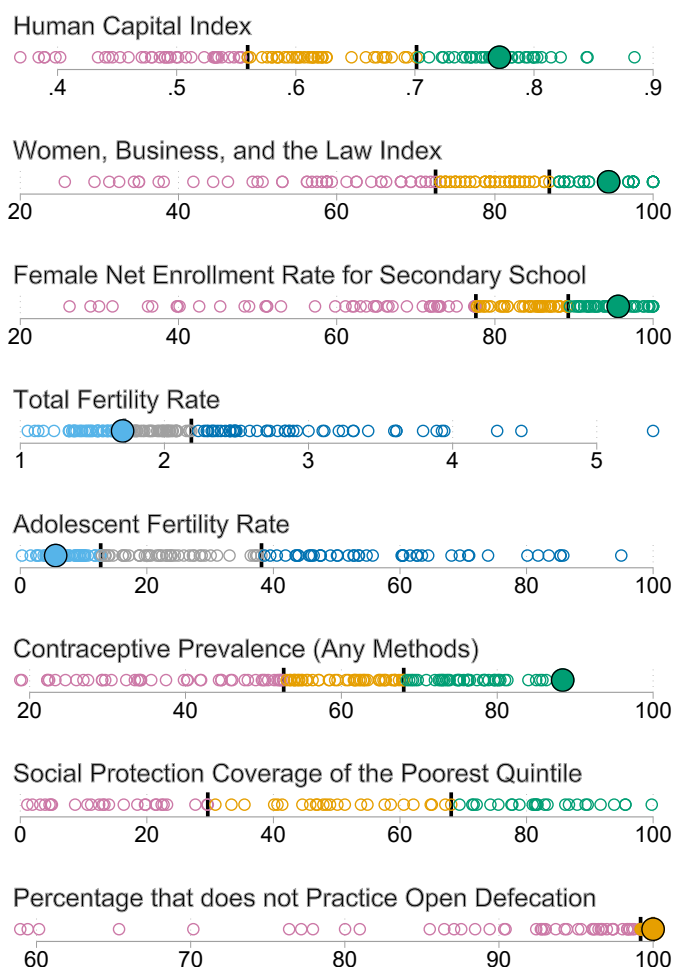 Human Capital Index
.4 .5 .6 .7 .8 .9
Women, Business, and the Law Index
20 40 60 80 100
Female Net Enrollment Rate for Secondary School
20 40 60 80 100
Total Fertility Rate
1 2 3 4 5
Adolescent Fertility Rate
0 20 40 60 80 100
Contraceptive Prevalence (Any Methods)
20 40 60 80 100
Social Protection Coverage of the Poorest Quintile
0 20 40 60 80 100
Percentage that does not Practice Open Defecation
60 70 80 90 100